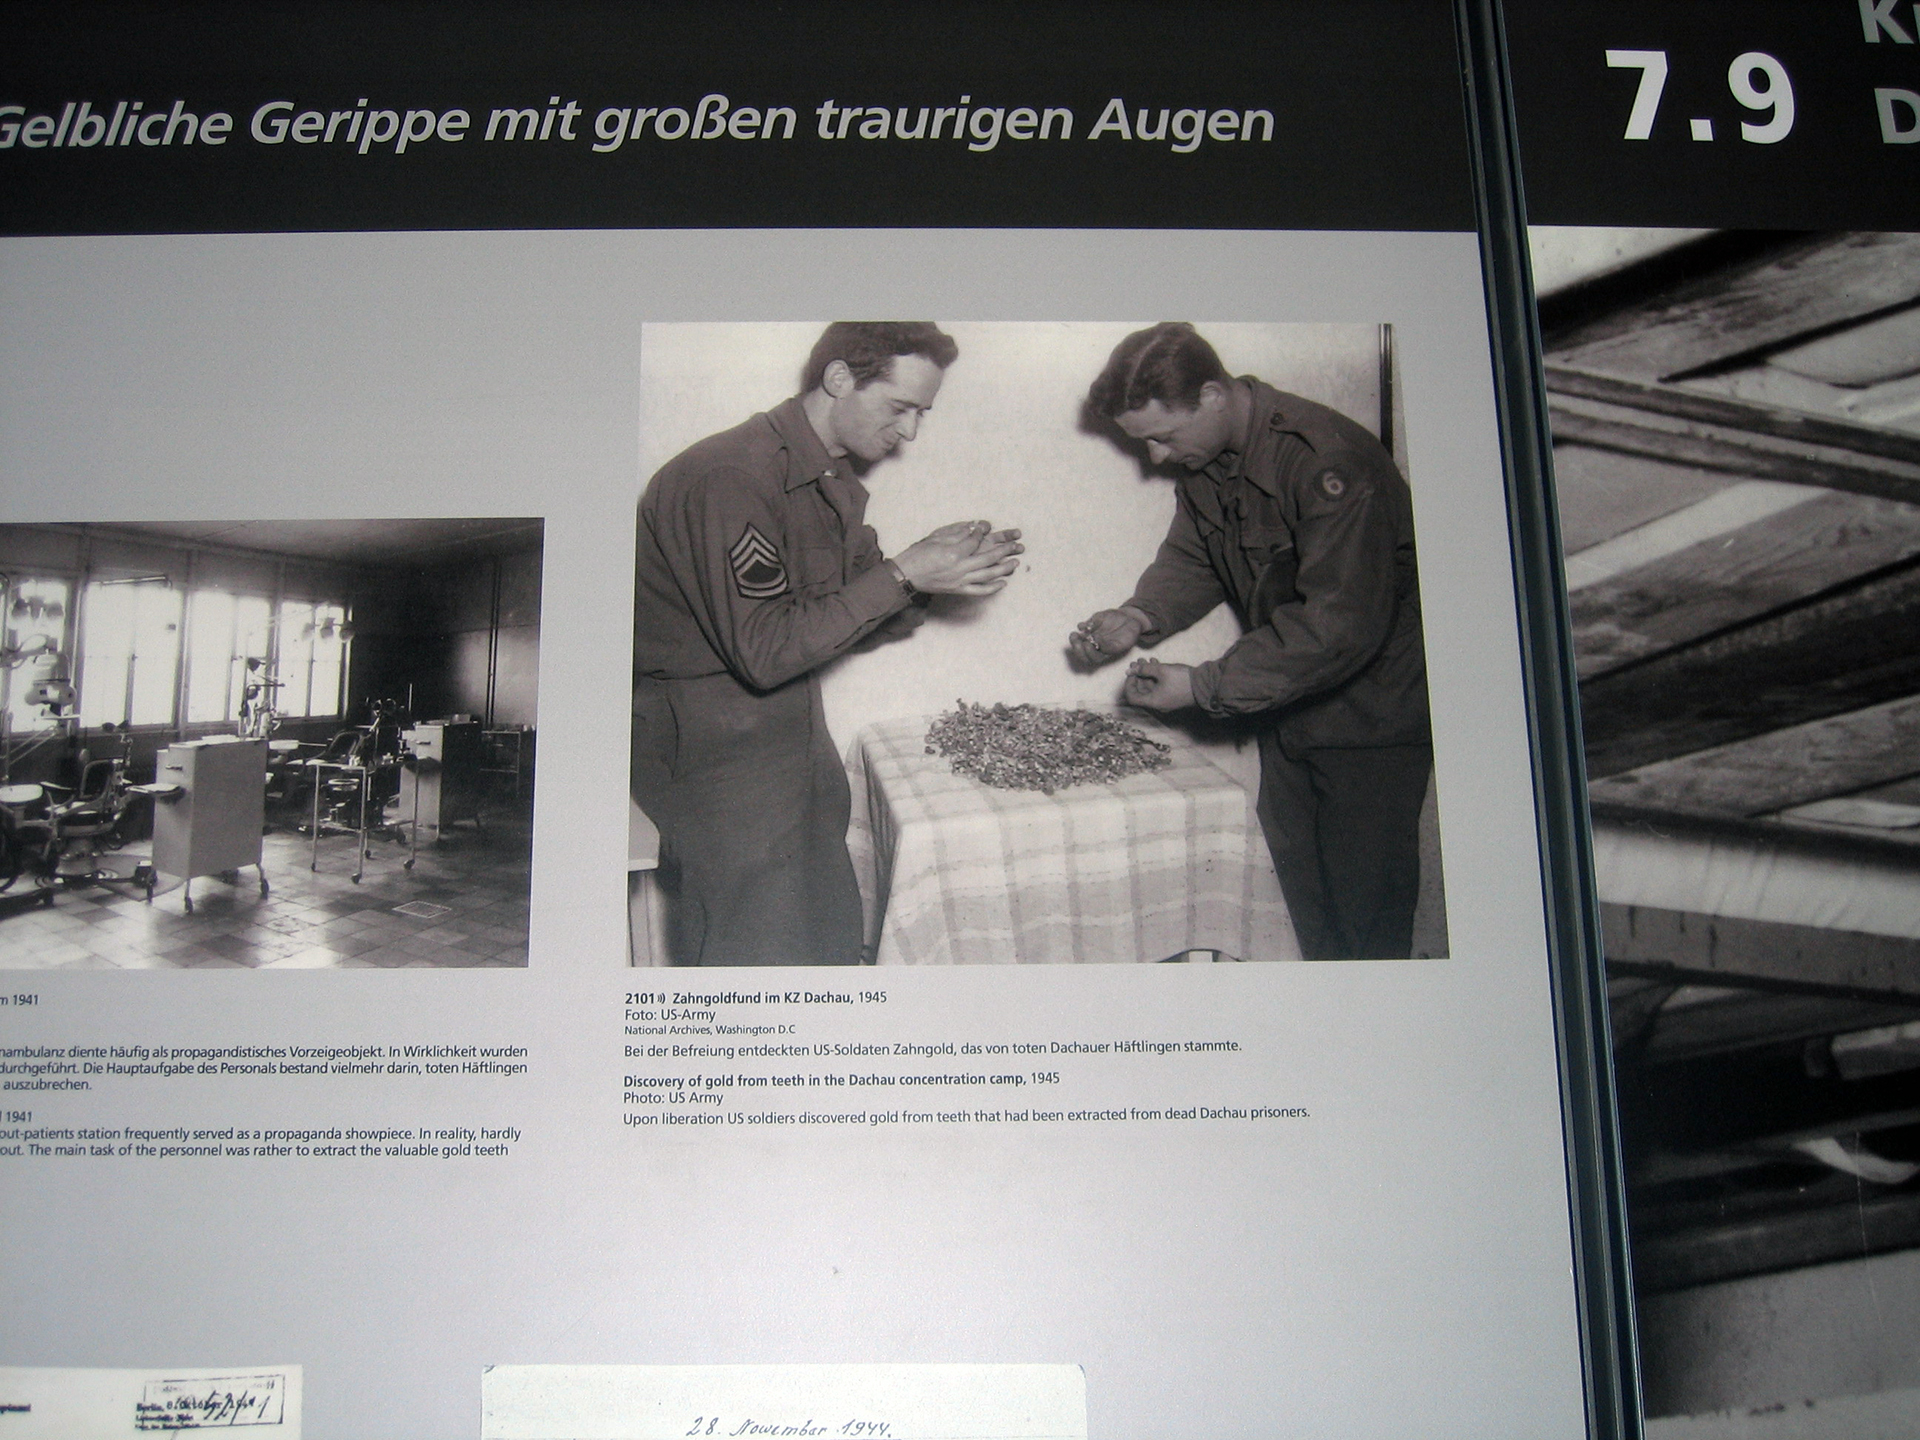 Gelbliche Gerippe mit großen traurigen Augen
7.9
D
6
m 1941
nambulanz diente häufig als propagandistisches Vorzeigeobjekt. In Wirklichkeit wurden
durchgeführt. Die Hauptaufgabe des Personals bestand vielmehr darin, toten Häftlingen
auszubrechen.
1941
out-patients station frequently served as a propaganda showpiece. In reality, hardly
out. The main task of the personnel was rather to extract the valuable gold teeth
2101 Zahngoldfund im KZ Dachau, 1945
Foto: US-Army
National Archives, Washington D.C
Bei der Befreiung entdeckten US-Soldaten Zahngold, das von toten Dachauer Häftlingen stammte.
Discovery of gold from teeth in the Dachau concentration camp, 1945
Photo: US Army
Upon liberation US soldiers discovered gold from teeth that had been extracted from dead Dachau prisoners.
Berlin, 8.
28. November 1944.